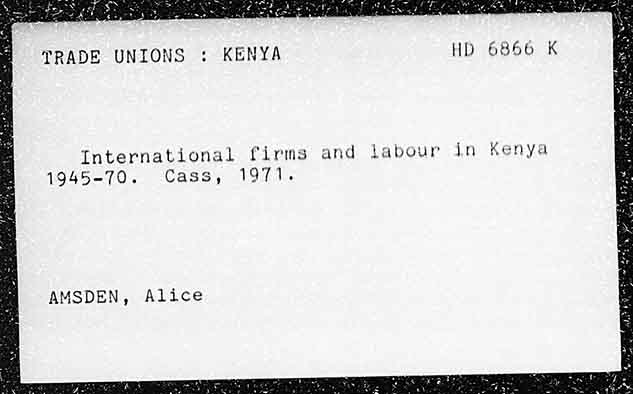 TRADE UNIONS : KENYA HD 6866 K
International firms and labour in Kenya
1945-70. Cass, 1971.
AMSDEN, Alice